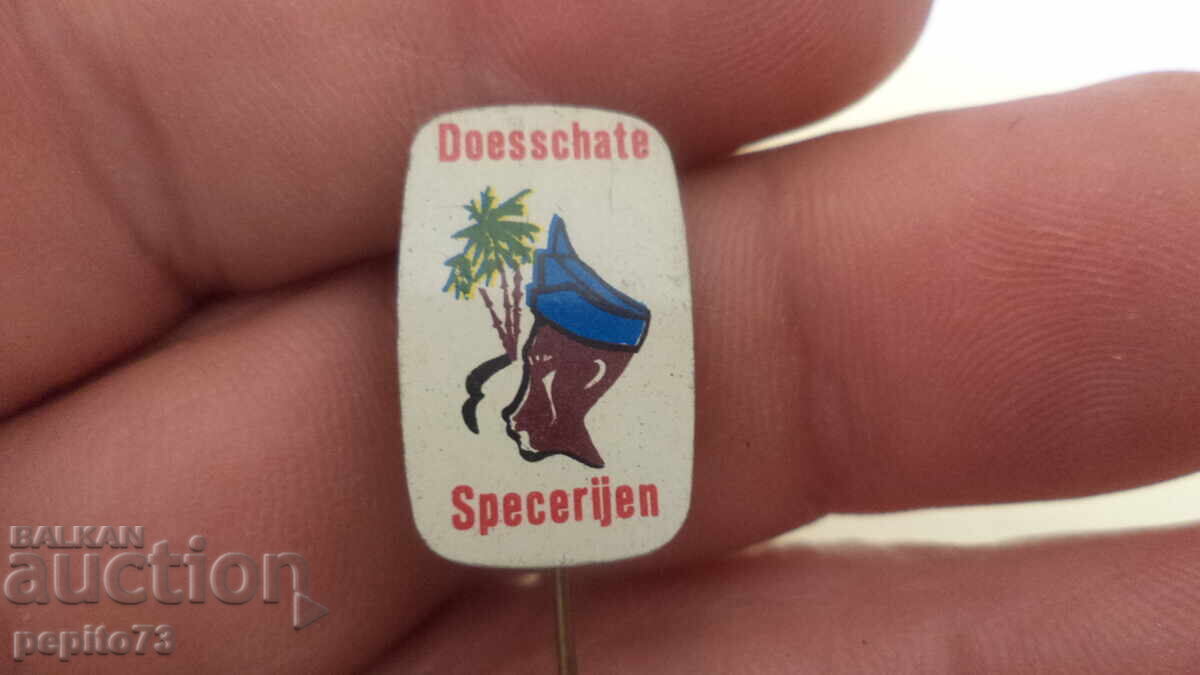 Doesschate
Specerijen
BALKAN
auction
pepito73